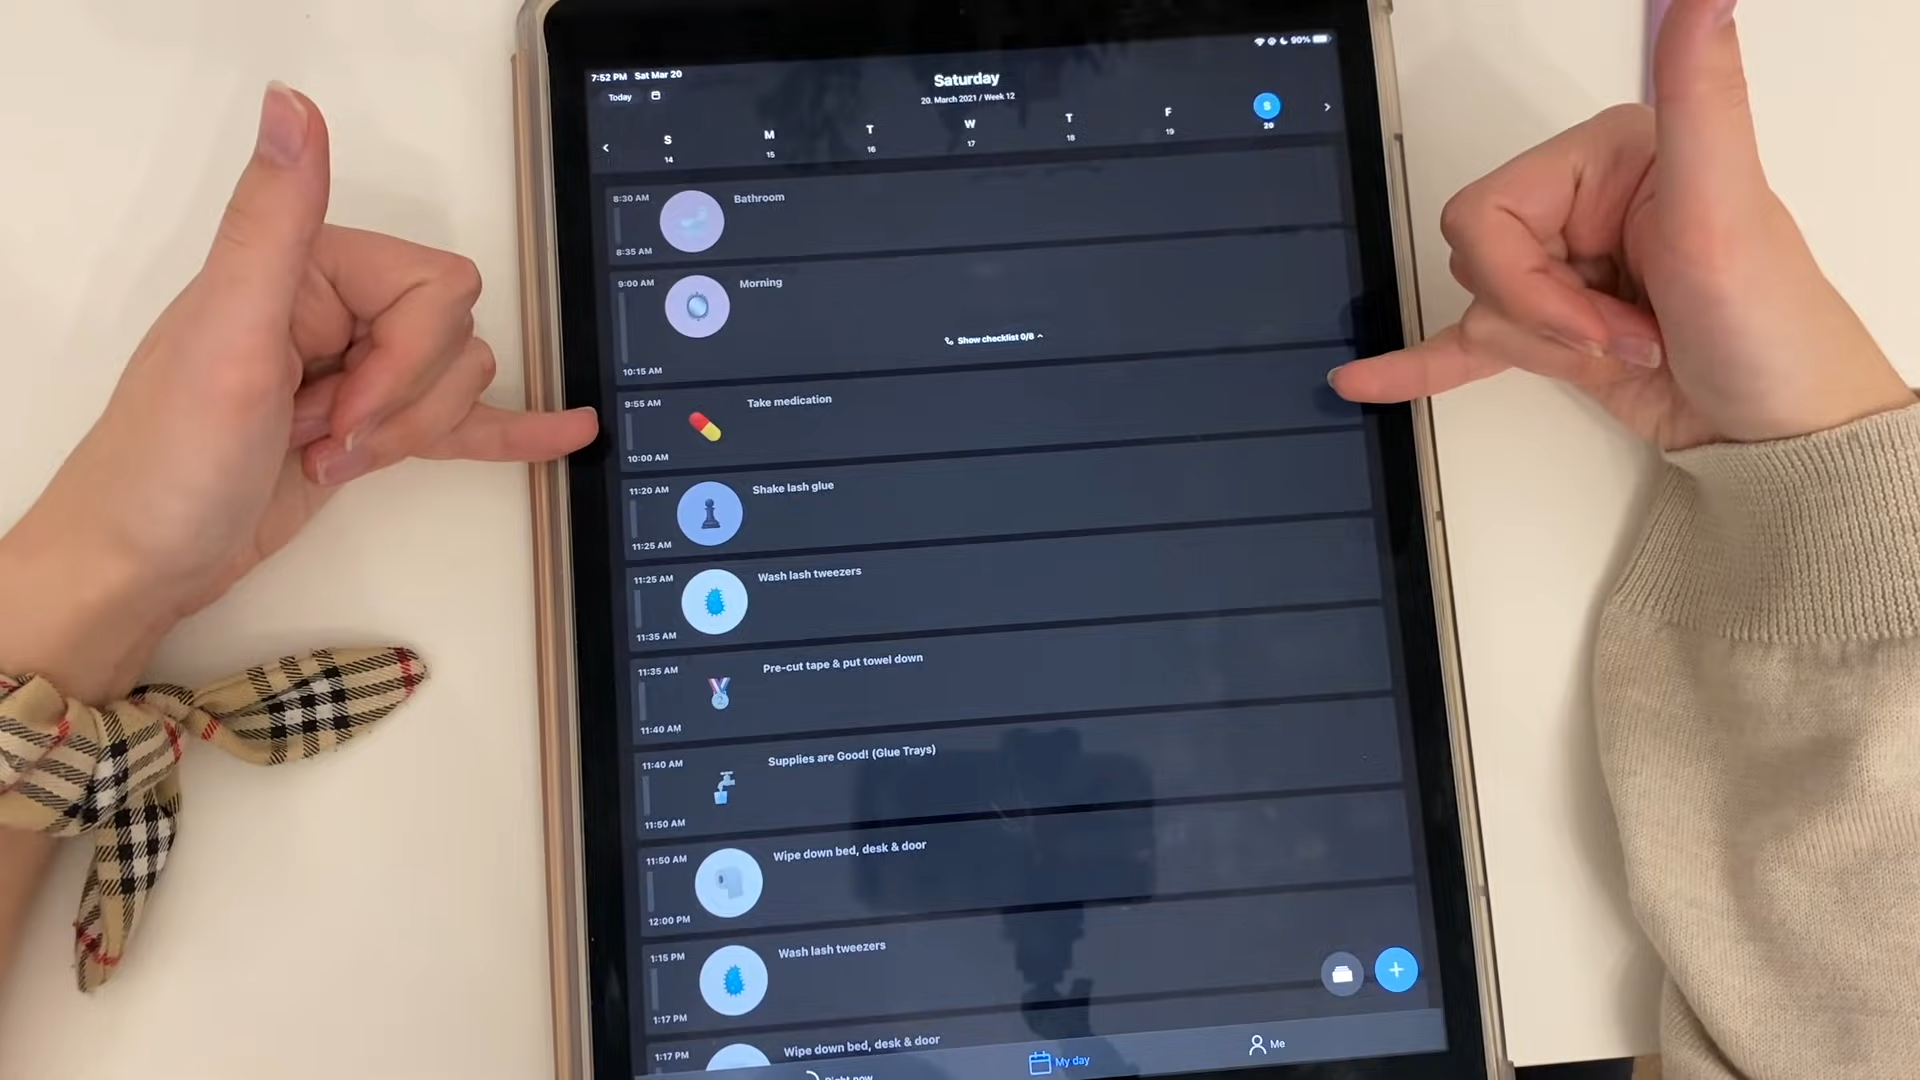 7:52 PM Sat Mar 20
90%
Today
Saturday
20. March 2021 / Week 12
S M T W T F S
14 15 16 17 18 19 20
8:30 AM
Bathroom
8:35 AM
9:00 AM
Morning
Show checklist 0/8
10:15 AM
9:55 AM
Take medication
10:00 AM
11:20 AM
Shake lash glue
11:25 AM
11:25 AM
Wash lash tweezers
11:35 AM
11:35 AM
Pre-cut tape & put towel down
11:40 AM
11:40 AM
Supplies are Good! (Glue Trays)
11:50 AM
11:50 AM
Wipe down bed, desk & door
12:00 PM
1:15 PM
Wash lash tweezers
1:17 PM
1:17 PM
Wipe down bed, desk & door
Right now
My day
Me